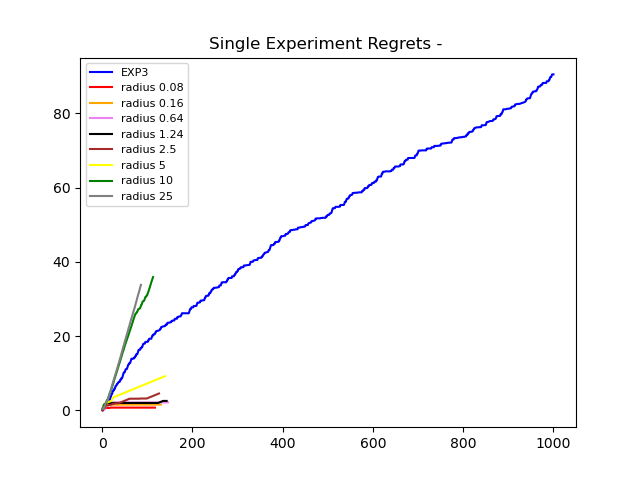 Single Experiment Regrets -
EXP3
radius 0.08
radius 0.16
radius 0.64
radius 1.24
radius 2.5
radius 5
radius 10
radius 25
80
60
40
20
0
0 200 400 600 800 1000